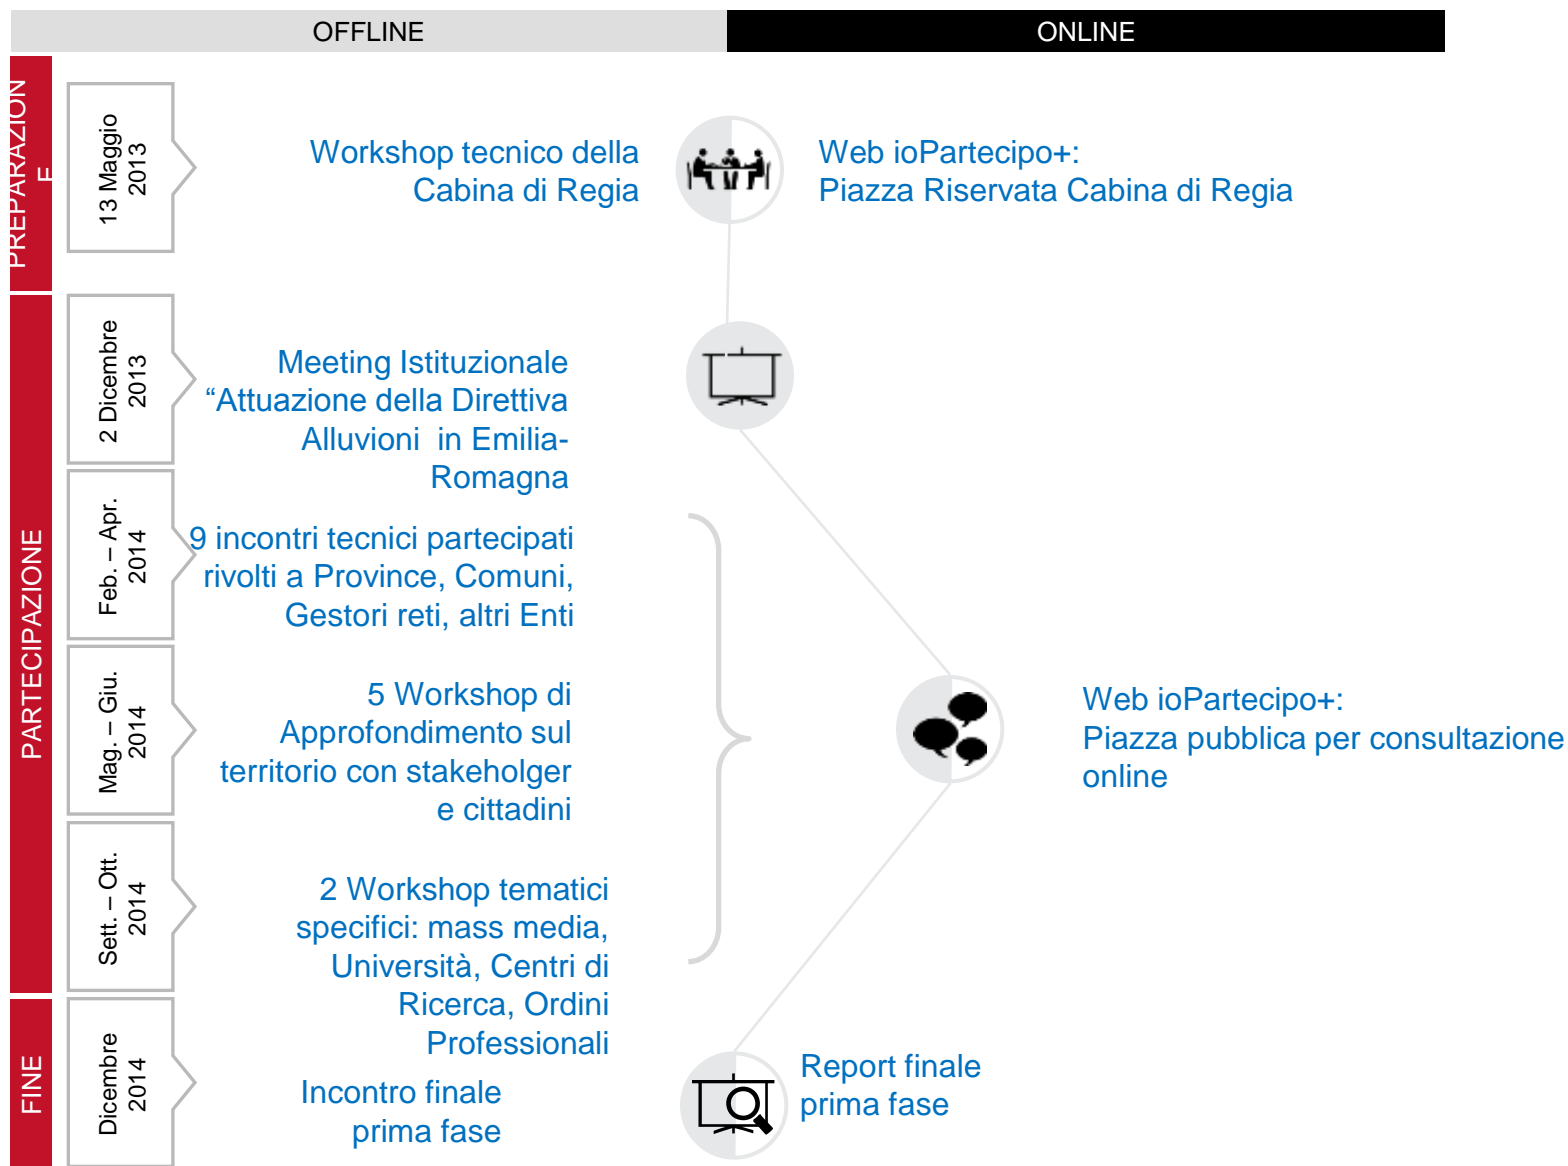 OFFLINE
ONLINE
PREPARAZION
E
13 Maggio
2013
Workshop tecnico della
Cabina di Regia
Web ioPartecipo+:
Piazza Riservata Cabina di Regia
PARTECIPAZIONE
2 Dicembre
2013
Meeting Istituzionale
“Attuazione della Direttiva
Alluvioni in Emilia-
Romagna
Feb. – Apr.
2014
9 incontri tecnici partecipati
rivolti a Province, Comuni,
Gestori reti, altri Enti
Mag. – Giu.
2014
5 Workshop di
Approfondimento sul
territorio con stakeholger
e cittadini
Web ioPartecipo+:
Piazza pubblica per consultazione
online
Sett. – Ott.
2014
2 Workshop tematici
specifici: mass media,
Università, Centri di
Ricerca, Ordini
Professionali
FINE
Dicembre
2014
Incontro finale
prima fase
Report finale
prima fase